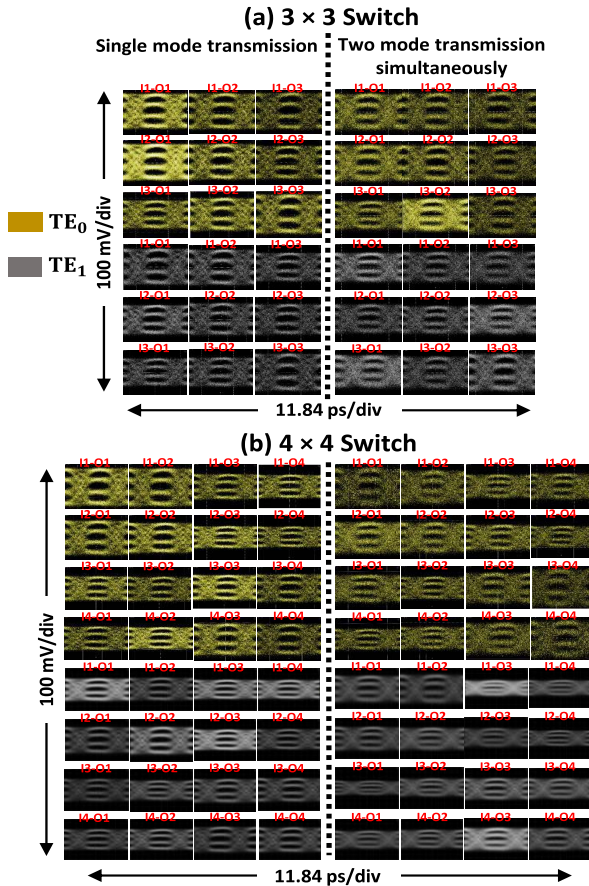 (a) 3 × 3 Switch
Single mode transmission
Two mode transmission
simultaneously
I1-O1 I1-O2 I1-O3 I1-O1 I1-O2 I1-O3
I2-O1 I2-O2 I2-O3 I2-O1 I2-O2 I2-O3
I3-O1 I3-O2 I3-O3 I3-O1 I3-O2 I3-O3
TE0
TE1
100 mV/div
I1-O1 I1-O2 I1-O3 I1-O1 I1-O2 I1-O3
I2-O1 I2-O2 I2-O3 I2-O1 I2-O2 I2-O3
I3-O1 I3-O2 I3-O3 I3-O1 I3-O2 I3-O3
11.84 ps/div
(b) 4 × 4 Switch
I1-O1 I1-O2 I1-O3 I1-O4 I1-O1 I1-O2 I1-O3 I1-O4
I2-O1 I2-O2 I2-O3 I2-O4 I2-O1 I2-O2 I2-O3 I2-O4
I3-O1 I3-O2 I3-O3 I3-O4 I3-O1 I3-O2 I3-O3 I3-O4
I4-O1 I4-O2 I4-O3 I4-O4 I4-O1 I4-O2 I4-O3 I4-O4
100 mV/div
I1-O1 I1-O2 I1-O3 I1-O4 I1-O1 I1-O2 I1-O3 I1-O4
I2-O1 I2-O2 I2-O3 I2-O4 I2-O1 I2-O2 I2-O3 I2-O4
I3-O1 I3-O2 I3-O3 I3-O4 I3-O1 I3-O2 I3-O3 I3-O4
I4-O1 I4-O2 I4-O3 I4-O4 I4-O1 I4-O2 I4-O3 I4-O4
11.84 ps/div